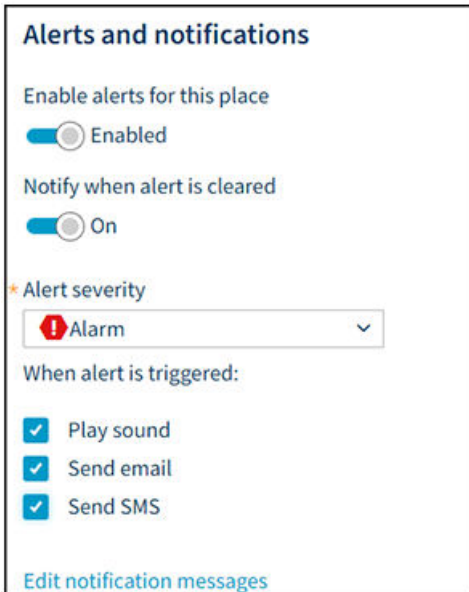 Alerts and notifications
Enable alerts for this place
Enabled
Notify when alert is cleared
On
* Alert severity
! Alarm
When alert is triggered:
Play sound
Send email
Send SMS
Edit notification messages